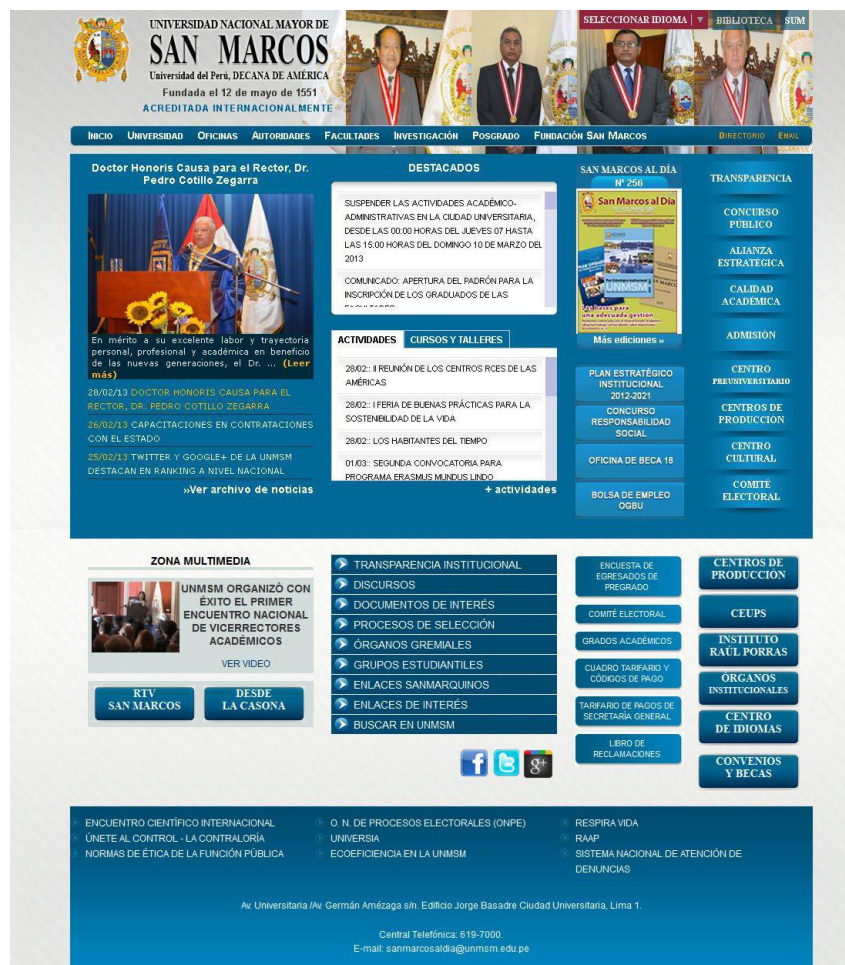 UNIVERSIDAD NACIONAL MAYOR DE
SAN MARCOS
Universidad del Perú, DECANA DE AMÉRICA
Fundada el 12 de mayo de 1551
ACREDITADA INTERNACIONALMENTE
SELECCIONAR IDIOMA | ▼
BIBLIOTECA
SUM
INICIO UNIVERSIDAD OFICINAS AUTORIDADES FACULTADES INVESTIGACIÓN POSGRADO FUNDACIÓN SAN MARCOS DIRECTORIO EMAIL
Doctor Honoris Causa para el Rector, Dr.
Pedro Cotillo Zegarra
En mérito a su excelente labor y trayectoria
personal, profesional y académica en beneficio
de las nuevas generaciones, el Dr. ... (Leer
más)
28/02/13 DOCTOR HONORIS CAUSA PARA EL
RECTOR, DR. PEDRO COTILLO ZEGARRA
26/02/13 CAPACITACIONES EN CONTRATACIONES
CON EL ESTADO
25/02/13 TWITTER Y GOOGLE+ DE LA UNMSM
DESTACAN EN RANKING A NIVEL NACIONAL
»Ver archivo de noticias
DESTACADOS
SUSPENDER LAS ACTIVIDADES ACADÉMICO-
ADMINISTRATIVAS EN LA CIUDAD UNIVERSITARIA,
DESDE LAS 00:00 HORAS DEL JUEVES 07 HASTA
LAS 15:00 HORAS DEL DOMINGO 10 DE MARZO DEL
2013
COMUNICADO: APERTURA DEL PADRÓN PARA LA
INSCRIPCIÓN DE LOS GRADUADOS DE LAS
FACULTADES
ACTIVIDADES CURSOS Y TALLERES
28/02:: II REUNIÓN DE LOS CENTROS RCES DE LAS
AMÉRICAS
28/02:: I FERIA DE BUENAS PRÁCTICAS PARA LA
SOSTENIBILIDAD DE LA VIDA
28/02:: LOS HABITANTES DEL TIEMPO
01/03:: SEGUNDA CONVOCATORIA PARA
PROGRAMA ERASMUS MUNDUS LINDO
+ actividades
SAN MARCOS AL DÍA
Nº 256
San Marcos al Día
UNMSM
Las bases para
una adecuada gestión
Más ediciones »
PLAN ESTRATÉGICO
INSTITUCIONAL
2012-2021
CONCURSO
RESPONSABILIDAD
SOCIAL
OFICINA DE BECA 18
BOLSA DE EMPLEO
OGBU
TRANSPARENCIA
CONCURSO
PÚBLICO
ALIANZA
ESTRATÉGICA
CALIDAD
ACADÉMICA
ADMISIÓN
CENTRO
PREUNIVERSITARIO
CENTROS DE
PRODUCCIÓN
CENTRO
CULTURAL
COMITÉ
ELECTORAL
ZONA MULTIMEDIA
UNMSM ORGANIZÓ CON
ÉXITO EL PRIMER
ENCUENTRO NACIONAL
DE VICERRECTORES
ACADÉMICOS
VER VIDEO
RTV
SAN MARCOS
DESDE
LA CASONA
TRANSPARENCIA INSTITUCIONAL
DISCURSOS
DOCUMENTOS DE INTERÉS
PROCESOS DE SELECCIÓN
ÓRGANOS GREMIALES
GRUPOS ESTUDIANTILES
ENLACES SANMARQUINOS
ENLACES DE INTERÉS
BUSCAR EN UNMSM
f t g+
ENCUESTA DE
EGRESADOS DE
PREGRADO
COMITÉ ELECTORAL
GRADOS ACADÉMICOS
CUADRO TARIFARIO Y
CÓDIGOS DE PAGO
TARIFARIO DE PAGOS DE
SECRETARÍA GENERAL
LIBRO DE
RECLAMACIONES
CENTROS DE
PRODUCCIÓN
CEUPS
INSTITUTO
RAÚL PORRAS
ÓRGANOS
INSTITUCIONALES
CENTRO
DE IDIOMAS
CONVENIOS
Y BECAS
ENCUENTRO CIENTÍFICO INTERNACIONAL
ÚNETE AL CONTROL - LA CONTRALORÍA
NORMAS DE ÉTICA DE LA FUNCIÓN PÚBLICA
O. N. DE PROCESOS ELECTORALES (ONPE)
UNIVERSIA
ECOEFICIENCIA EN LA UNMSM
RESPIRA VIDA
RAAP
SISTEMA NACIONAL DE ATENCIÓN DE
DENUNCIAS
Av. Universitaria /Av. Germán Amézaga s/n. Edificio Jorge Basadre Ciudad Universitaria, Lima 1.
Central Telefónica: 619-7000.
E-mail: sanmarcosaldia@unmsm.edu.pe